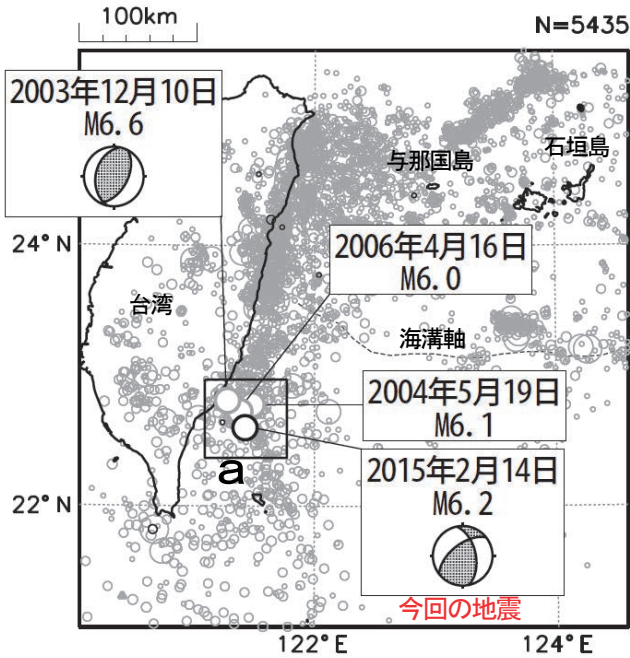 100km
N=5435
2003年12月10日
M6.6
与那国島
石垣島
24°N
2006年4月16日
M6.0
台湾
海溝軸
2004年5月19日
M6.1
a
2015年2月14日
M6.2
22°N
今回の地震
122°E
124°E